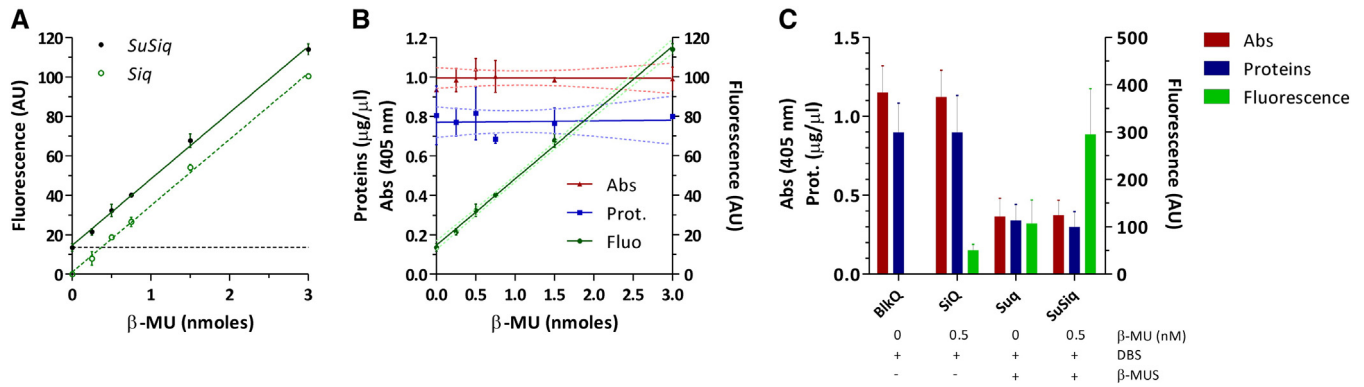 A
Fluorescence (AU)
120
100
80
60
40
20
0
SuSiq
Siq
0
1
2
3
β-MU (nmoles)
B
Proteins (μg/μl)
Abs (405 nm)
1.2
1.0
0.8
0.6
0.4
0.2
0.0
Abs
Prot.
Fluo
120
100
80
60
40
20
0
Fluorescence (AU)
0.0 0.5 1.0 1.5 2.0 2.5 3.0
β-MU (nmoles)
C
Abs (405 nm)
Prot. (μg/μl)
1.5
1.0
0.5
0.0
500
400
300
200
100
0
Fluorescence (AU)
Abs
Proteins
Fluorescence
BlkQ SiQ Suq SuSiq
0 0.5 0 0.5 β-MU (nM)
+ + + + DBS
- - + + β-MUS